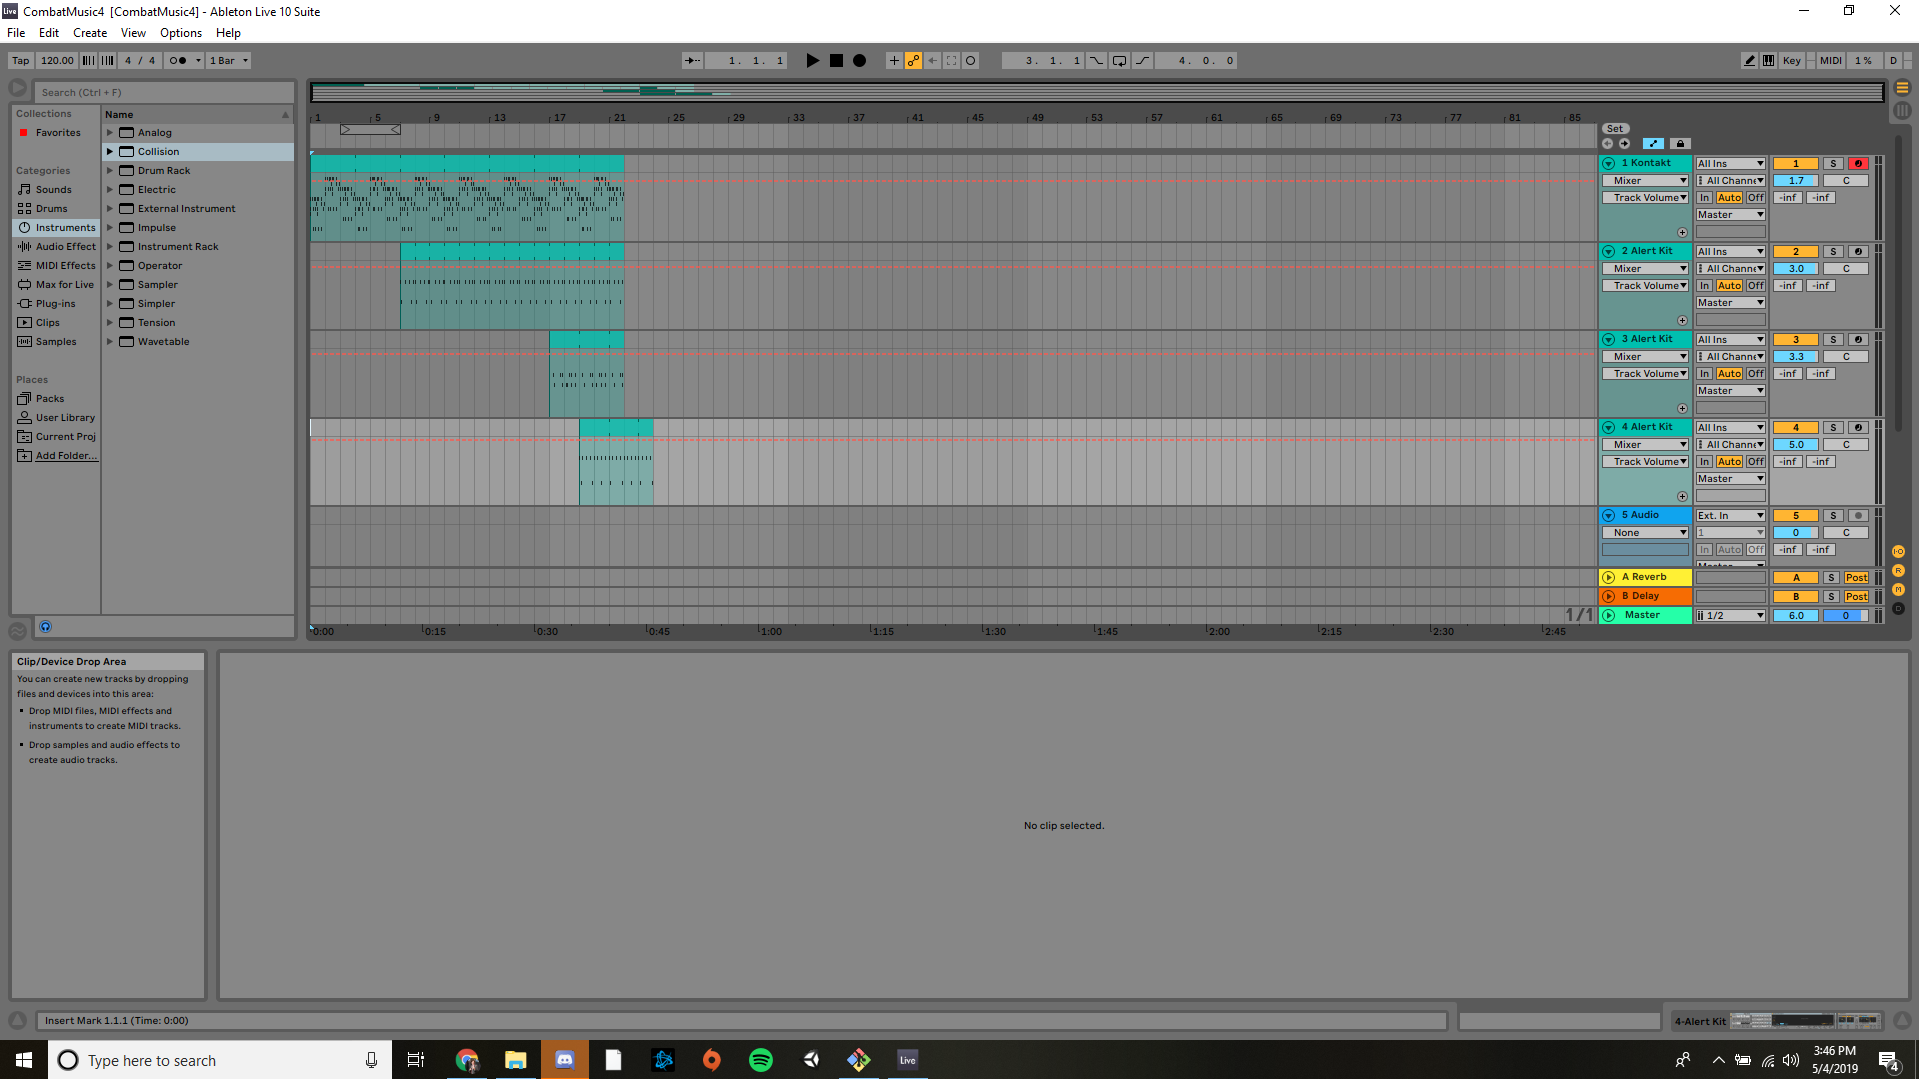 CombatMusic4  [CombatMusic4] - Ableton Live 10 Suite
File Edit Create View Options Help
Tap 120.00 4 / 4 1 Bar 1. 1. 1 3. 1. 1 4. 0. 0 Key MIDI 1 % D
Search (Ctrl + F)
Collections
Favorites
Categories
Sounds
Drums
Instruments
Audio Effect
MIDI Effects
Max for Live
Plug-ins
Clips
Samples
Places
Packs
User Library
Current Proj
Add Folder...
Name
Analog
Collision
Drum Rack
Electric
External Instrument
Impulse
Instrument Rack
Operator
Sampler
Simpler
Tension
Wavetable
1 5 9 13 17 21 25 29 33 37 41 45 49 53 57 61 65 69 73 77 81 85
Set
1 Kontakt All Ins 1 S
Mixer All Channe 1.7 C
Track Volume In Auto Off -inf -inf
Master
2 Alert Kit All Ins 2 S
Mixer All Channe 3.0 C
Track Volume In Auto Off -inf -inf
Master
3 Alert Kit All Ins 3 S
Mixer All Channe 3.3 C
Track Volume In Auto Off -inf -inf
Master
4 Alert Kit All Ins 4 S
Mixer All Channe 5.0 C
Track Volume In Auto Off -inf -inf
Master
5 Audio Ext. In 5 S
None 1 0 C
In Auto Off -inf -inf
Master
A Reverb A S Post
B Delay B S Post
1/1 Master 1/2 6.0 0
0:00 0:15 0:30 0:45 1:00 1:15 1:30 1:45 2:00 2:15 2:30 2:45
I·O
R
M
D
Clip/Device Drop Area
You can create new tracks by dropping
files and devices into this area:
Drop MIDI files, MIDI effects and
instruments to create MIDI tracks.
Drop samples and audio effects to
create audio tracks.
No clip selected.
Insert Mark 1.1.1 (Time: 0:00)
4-Alert Kit
Type here to search
Live
3:46 PM
5/4/2019
4